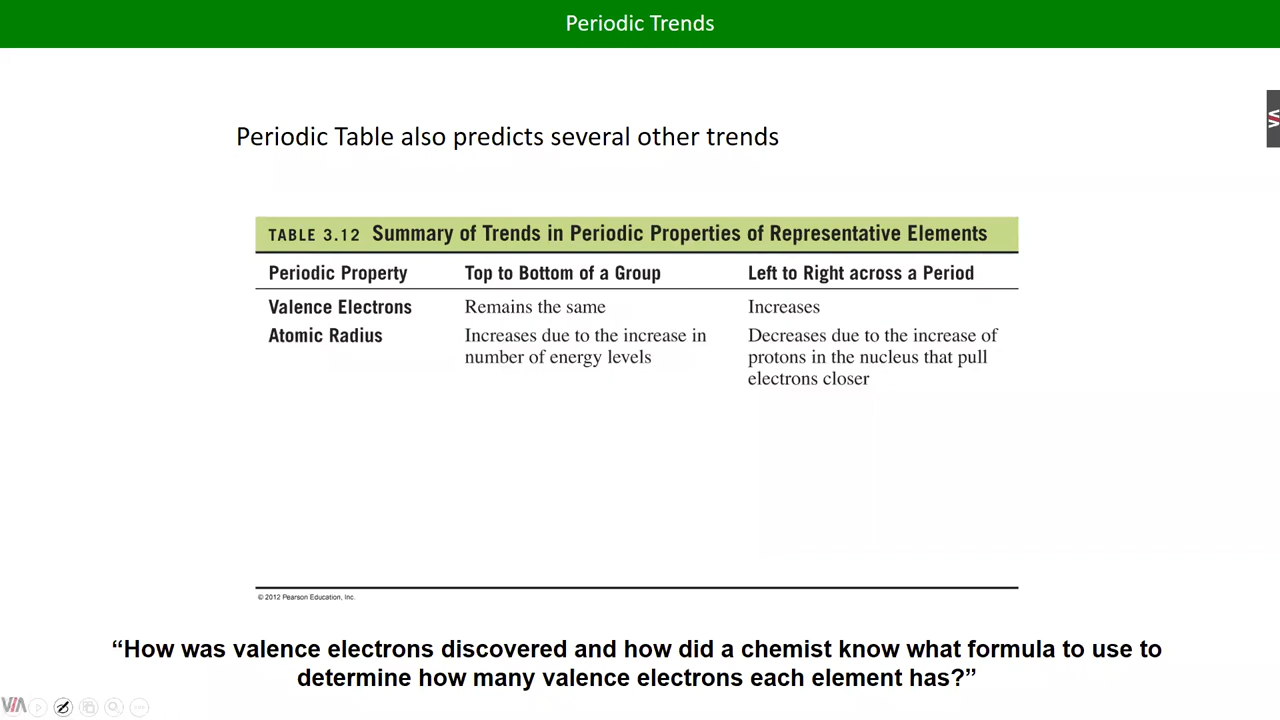 Periodic Trends
Periodic Table also predicts several other trends
TABLE 3.12 Summary of Trends in Periodic Properties of Representative Elements
Periodic Property Top to Bottom of a Group Left to Right across a Period
Valence Electrons Remains the same Increases
Atomic Radius Increases due to the increase in Decreases due to the increase of
number of energy levels protons in the nucleus that pull
electrons closer
© 2012 Pearson Education, Inc.
“How was valence electrons discovered and how did a chemist know what formula to use to
determine how many valence electrons each element has?”
VIA